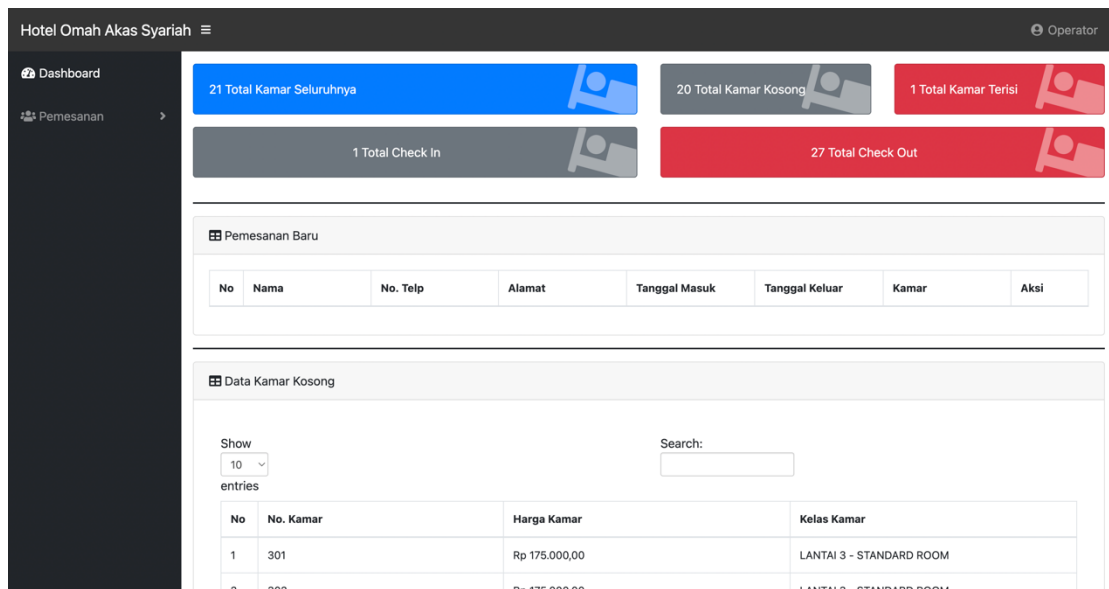 Hotel Omah Akas Syariah
Operator
Dashboard
Pemesanan
21 Total Kamar Seluruhnya
20 Total Kamar Kosong
1 Total Kamar Terisi
1 Total Check In
27 Total Check Out
Pemesanan Baru
No Nama No. Telp Alamat Tanggal Masuk Tanggal Keluar Kamar Aksi
Data Kamar Kosong
Show
10
entries
Search:
No No. Kamar Harga Kamar Kelas Kamar
1 301 Rp 175.000,00 LANTAI 3 - STANDARD ROOM